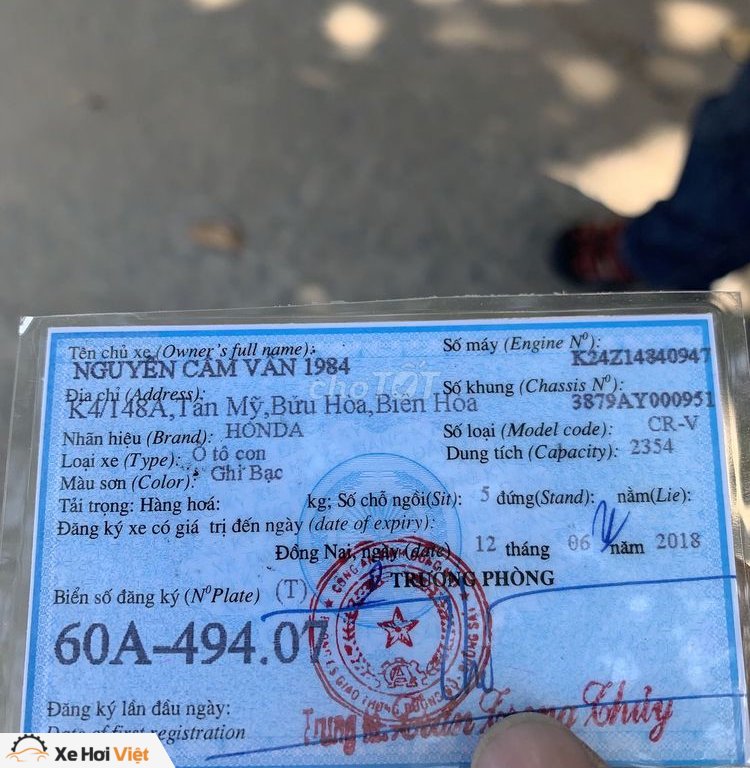 Tên chủ xe (Owner's full name):
NGUYỄN CẨM VÂN 1984
Số máy (Engine N⁰):
K24Z14840947
Địa chỉ (Address):
K4/148A,Tân Mỹ,Bửu Hòa,Biên Hòa
Số khung (Chassis N⁰):
3879AY000951
Nhãn hiệu (Brand): HONDA
Số loại (Model code): CR-V
Loại xe (Type): Ô tô con
Dung tích (Capacity): 2354
Màu sơn (Color): Ghi Bạc
Tải trọng: Hàng hoá: kg; Số chỗ ngồi(Sit): 5 đứng(Stand): nằm(Lie):
Đăng ký xe có giá trị đến ngày (date of expiry):
Đồng Nai, ngày (date) 12 tháng 06 năm 2018
TRƯỞNG PHÒNG
Biển số đăng ký (N⁰Plate) (T)
60A-494.07
Đăng ký lần đầu ngày:
Date of first registration
Trung tá
Thủy
choTỐT
Xe Hơi Việt